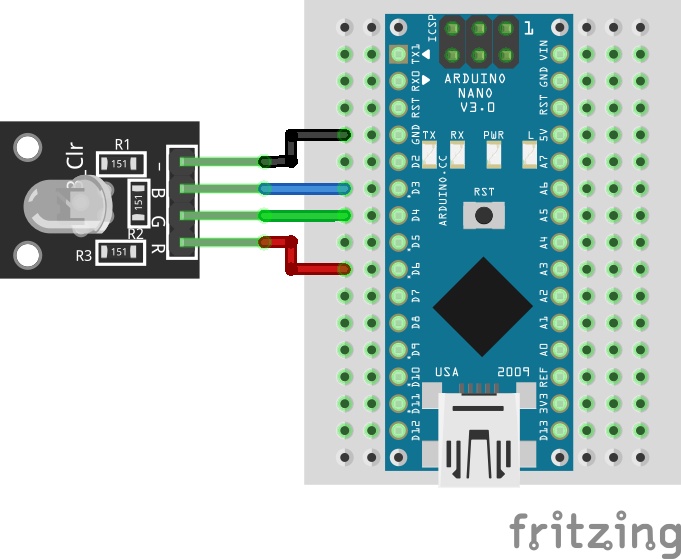 ICSP
1
TX1
RX0
RST
GND
D2
D3
D4
D5
D6
D7
D8
D9
D10
D11
D12
ARDUINO
NANO
V3.0
TX
RX
PWR
L
ARDUINO.CC
RST
USA
2009
VIN
GND
RST
5V
A7
A6
A5
A4
A3
A2
A1
A0
REF
3V3
D13
R1
151
151
R2
R3
151
Clr
-
B
G
R
fritzing